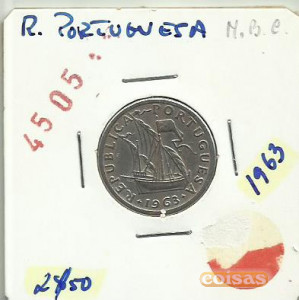 R. PORTUGUESA M.B.C.
4505
REPUBLICA PORTUGUESA
• 1963 •
1963
2$50
coisas